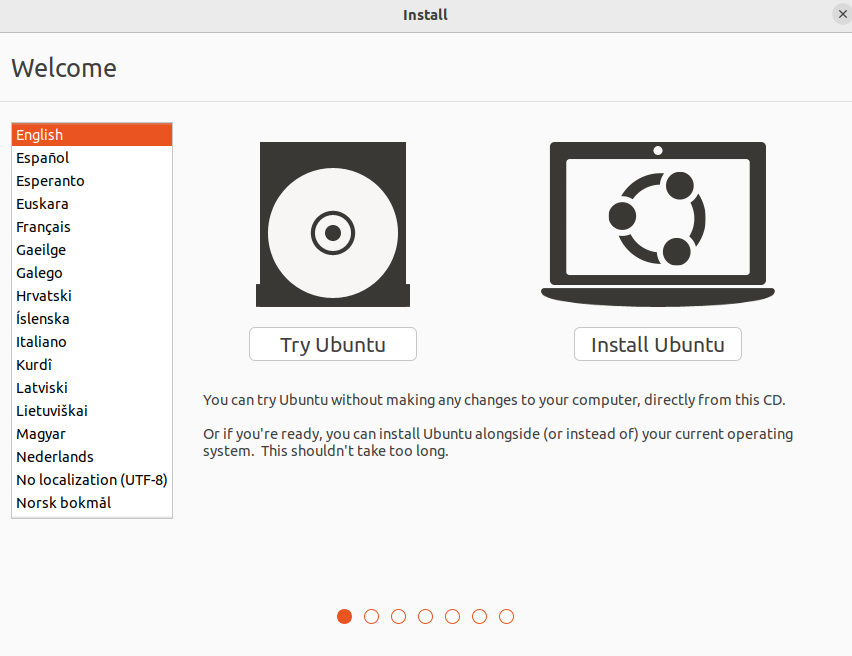 Install
Welcome
English
Español
Esperanto
Euskara
Français
Gaeilge
Galego
Hrvatski
Íslenska
Italiano
Kurdî
Latviski
Lietuviškai
Magyar
Nederlands
No localization (UTF-8)
Norsk bokmål
Try Ubuntu
Install Ubuntu
You can try Ubuntu without making any changes to your computer, directly from this CD.
Or if you're ready, you can install Ubuntu alongside (or instead of) your current operating
system.  This shouldn't take too long.